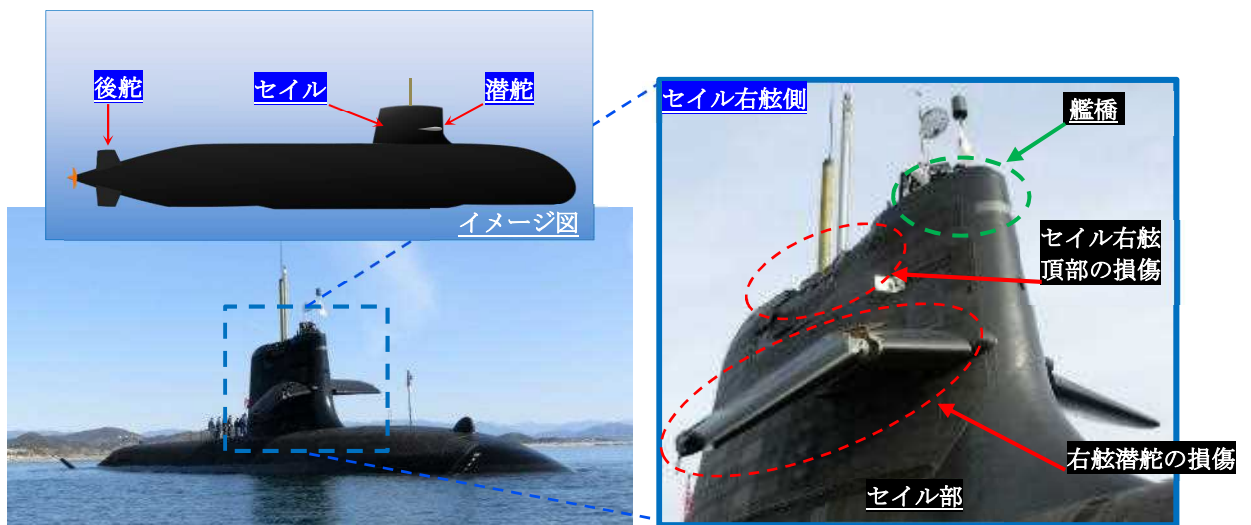 後舵
セイル
潜舵
イメージ図
セイル右舷側
艦橋
セイル右舷
頂部の損傷
右舷潜舵の損傷
セイル部